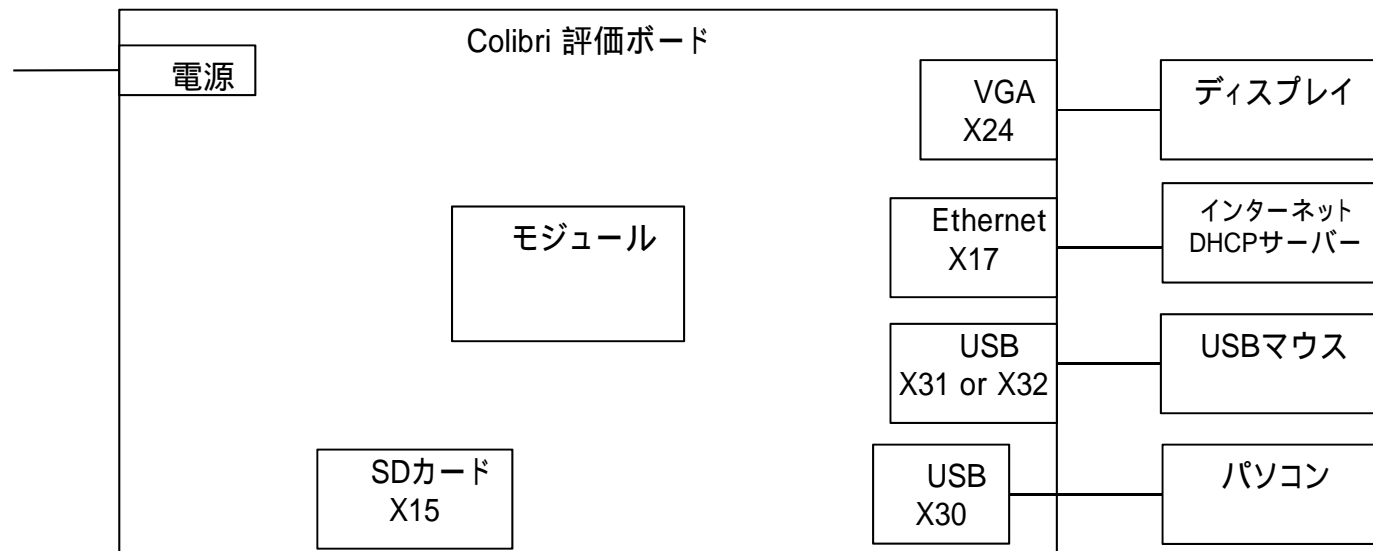 Colibri 評価ボード
電源
VGA
X24
ディスプレイ
モジュール
Ethernet
X17
インターネット
DHCPサーバー
USB
X31 or X32
USBマウス
SDカード
X15
USB
X30
パソコン